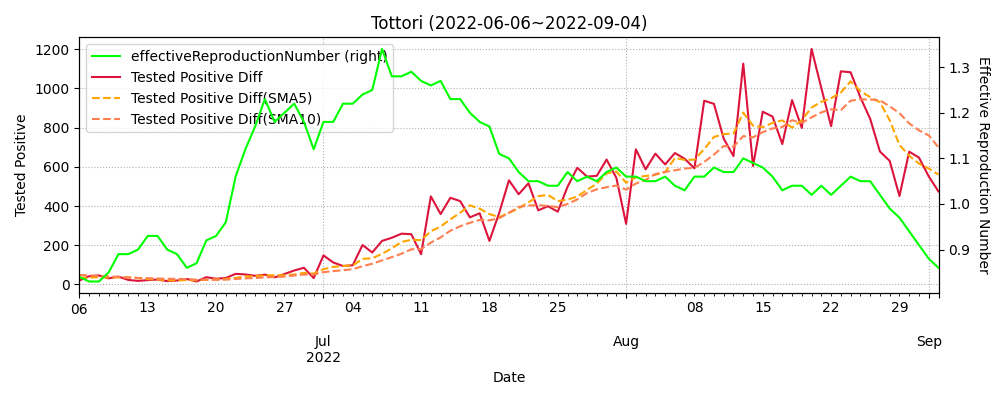 Tottori (2022-06-06~2022-09-04)
effectiveReproductionNumber (right)
Tested Positive Diff
Tested Positive Diff(SMA5)
Tested Positive Diff(SMA10)
Tested Positive
1200
1000
800
600
400
200
0
1.3
1.2
1.1
1.0
0.9
Effective Reproduction Number
06 13 20 27 04 11 18 25 08 15 22 29
Jul Aug Sep
2022
Date